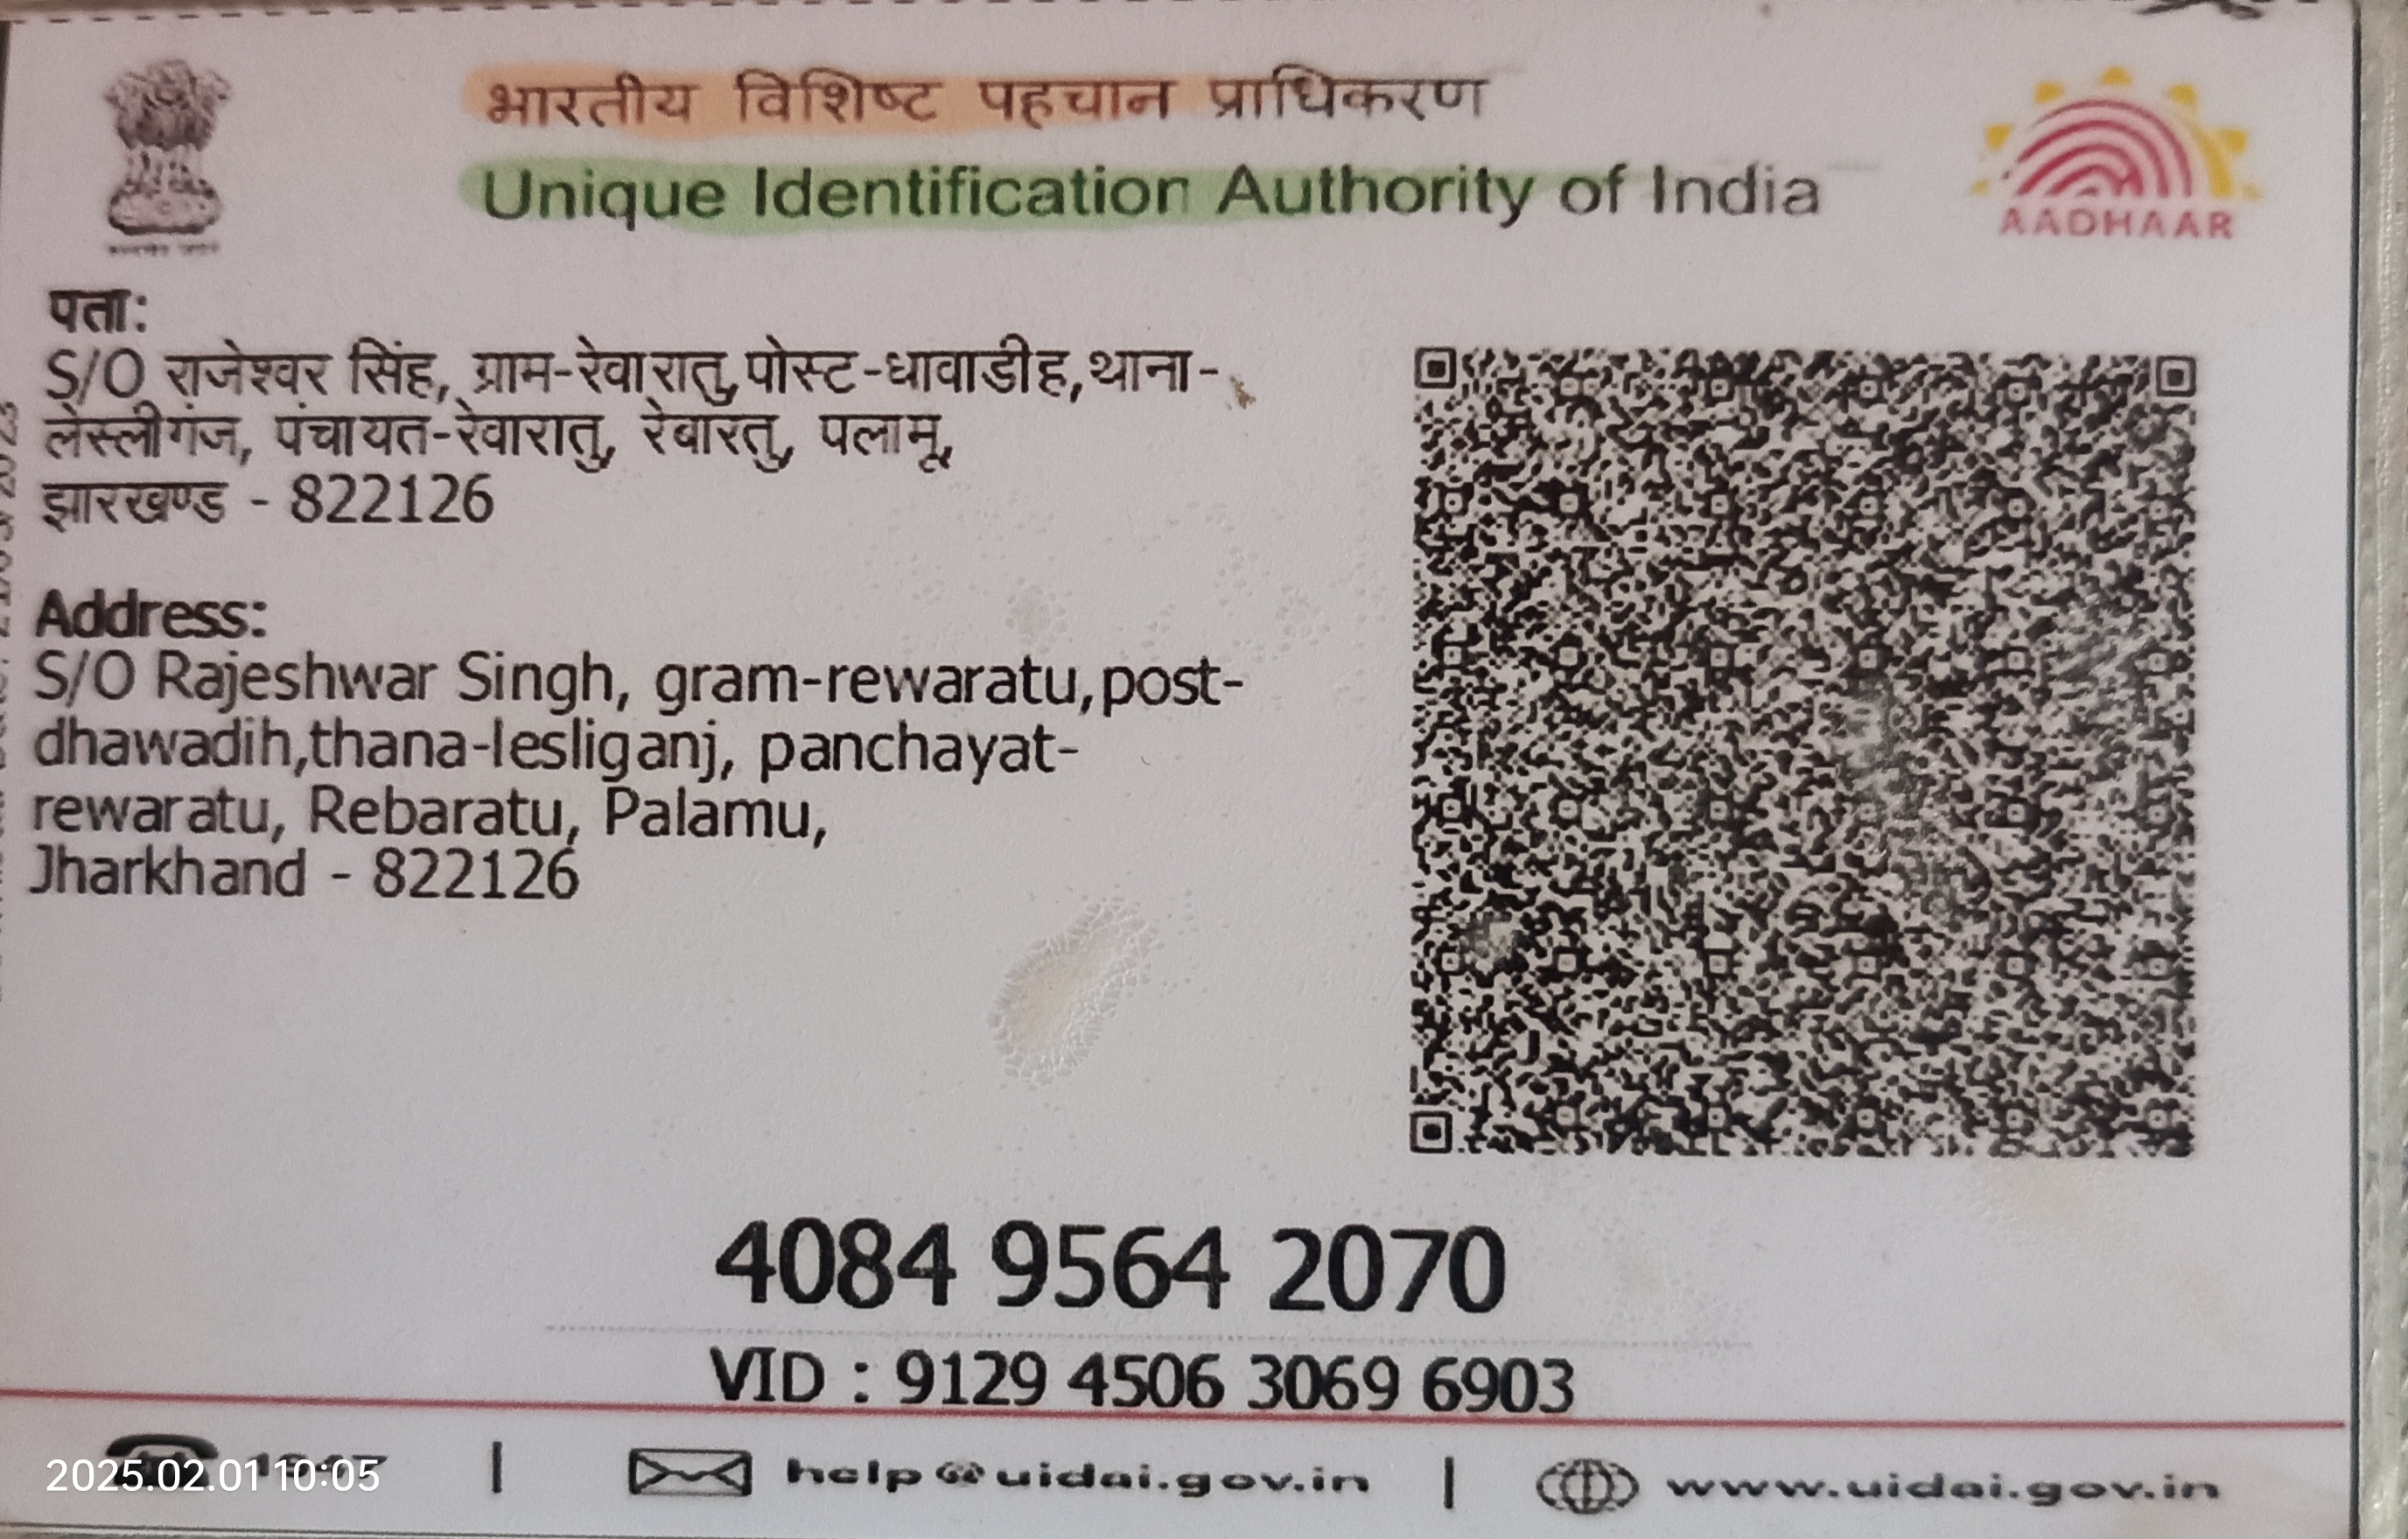 भारतीय विशिष्ट पहचान प्राधिकरण
Unique Identification Authority of India
AADHAAR
पता:
S/O राजेश्वर सिंह, ग्राम-रेवारातु,पोस्ट-धावाडीह,थाना-
लेस्लीगंज, पंचायत-रेवारातु, रेबारतु, पलामू,
झारखण्ड - 822126
Address:
S/O Rajeshwar Singh, gram-rewaratu,post-
dhawadih,thana-lesliganj, panchayat-
rewaratu, Rebaratu, Palamu,
Jharkhand - 822126
4084 9564 2070
VID : 9129 4506 3069 6903
help@uidai.gov.in | www.uidai.gov.in
2025.02.01 10:05